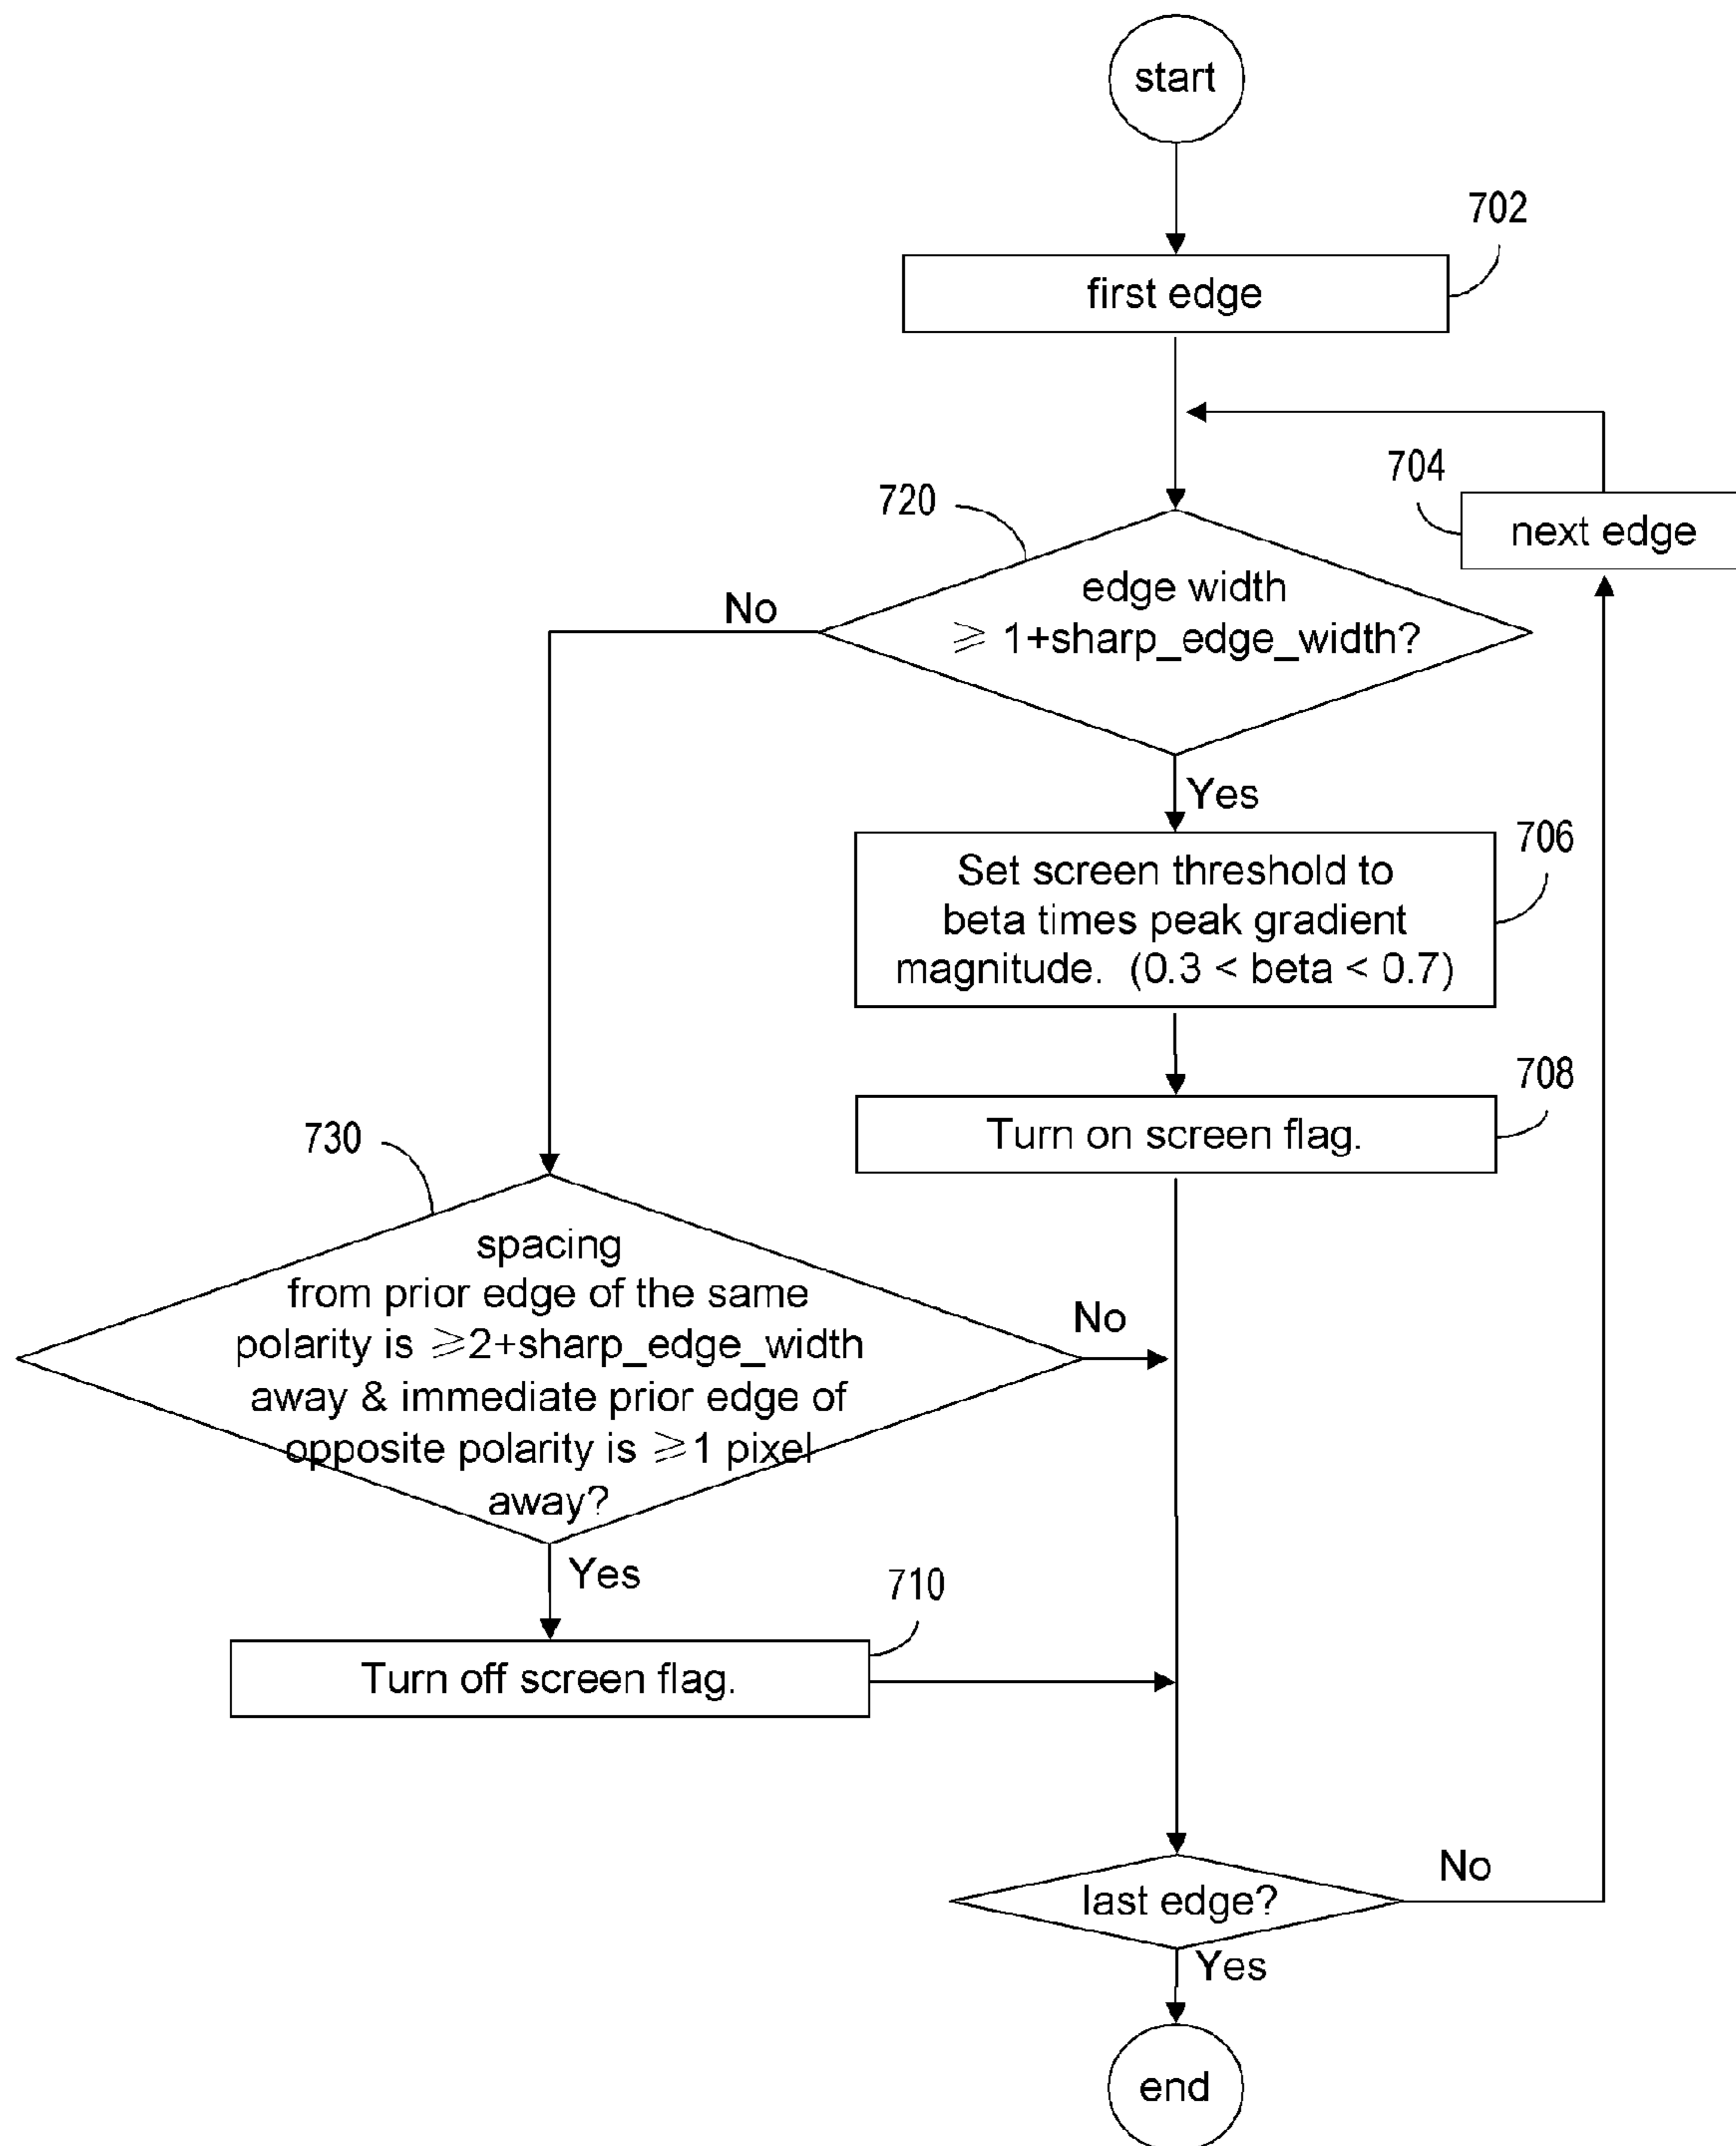 start
702
first edge
704
next edge
720
edge width
≥ 1+sharp_edge_width?
No
Yes
706
Set screen threshold to
beta times peak gradient
magnitude. (0.3 < beta < 0.7)
708
Turn on screen flag.
730
spacing
from prior edge of the same
polarity is ≥2+sharp_edge_width
away & immediate prior edge of
opposite polarity is ≥1 pixel
away?
No
Yes
710
Turn off screen flag.
last edge?
No
Yes
end